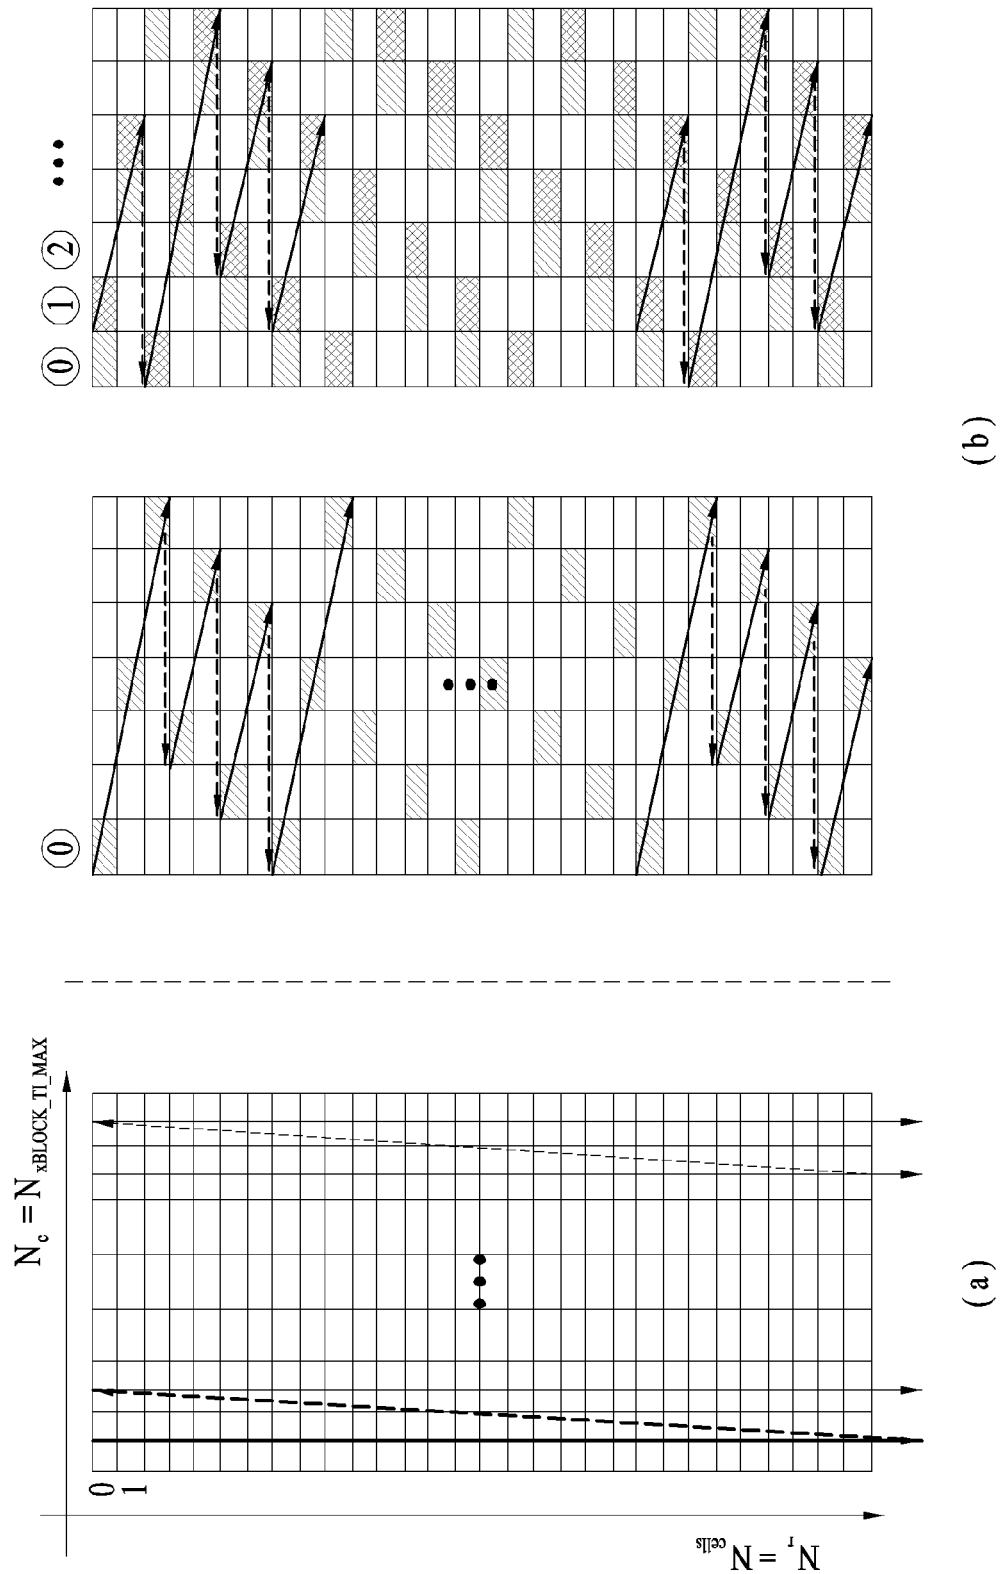 N_c = N_xBLOCK_TI_MAX
0
1
N_r = N_cells
(a)
0
0 1 2 •••
(b)